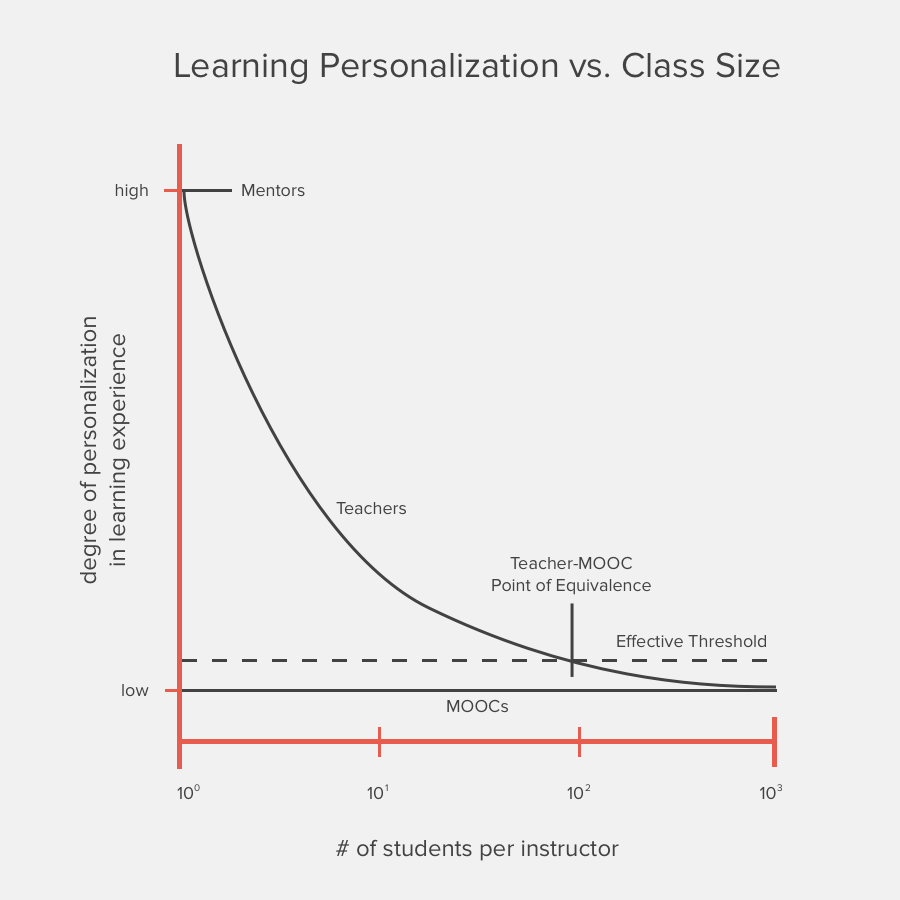 Learning Personalization vs. Class Size
high
Mentors
degree of personalization
in learning experience
Teachers
Teacher-MOOC
Point of Equivalence
Effective Threshold
low
MOOCs
10⁰ 10¹ 10² 10³
# of students per instructor